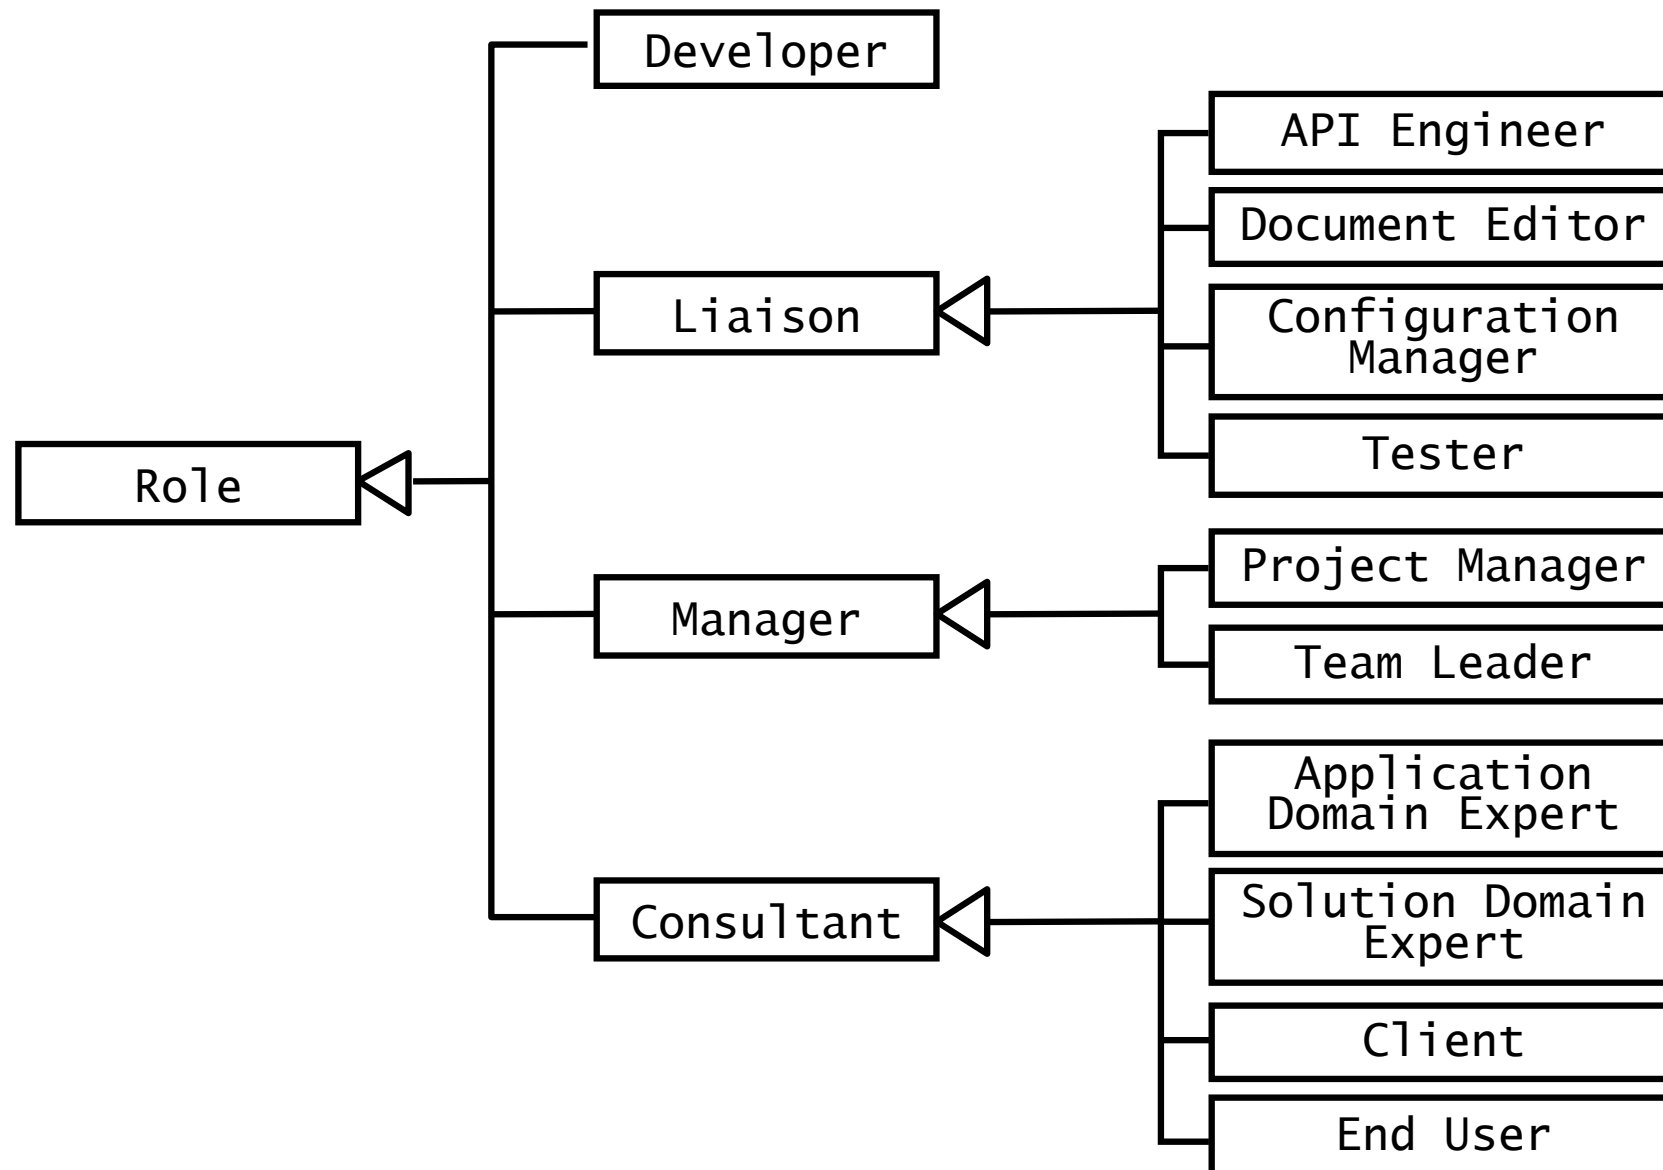 Developer
API Engineer
Document Editor
Liaison
Configuration
Manager
Tester
Role
Project Manager
Manager
Team Leader
Application
Domain Expert
Solution Domain
Expert
Consultant
Client
End User